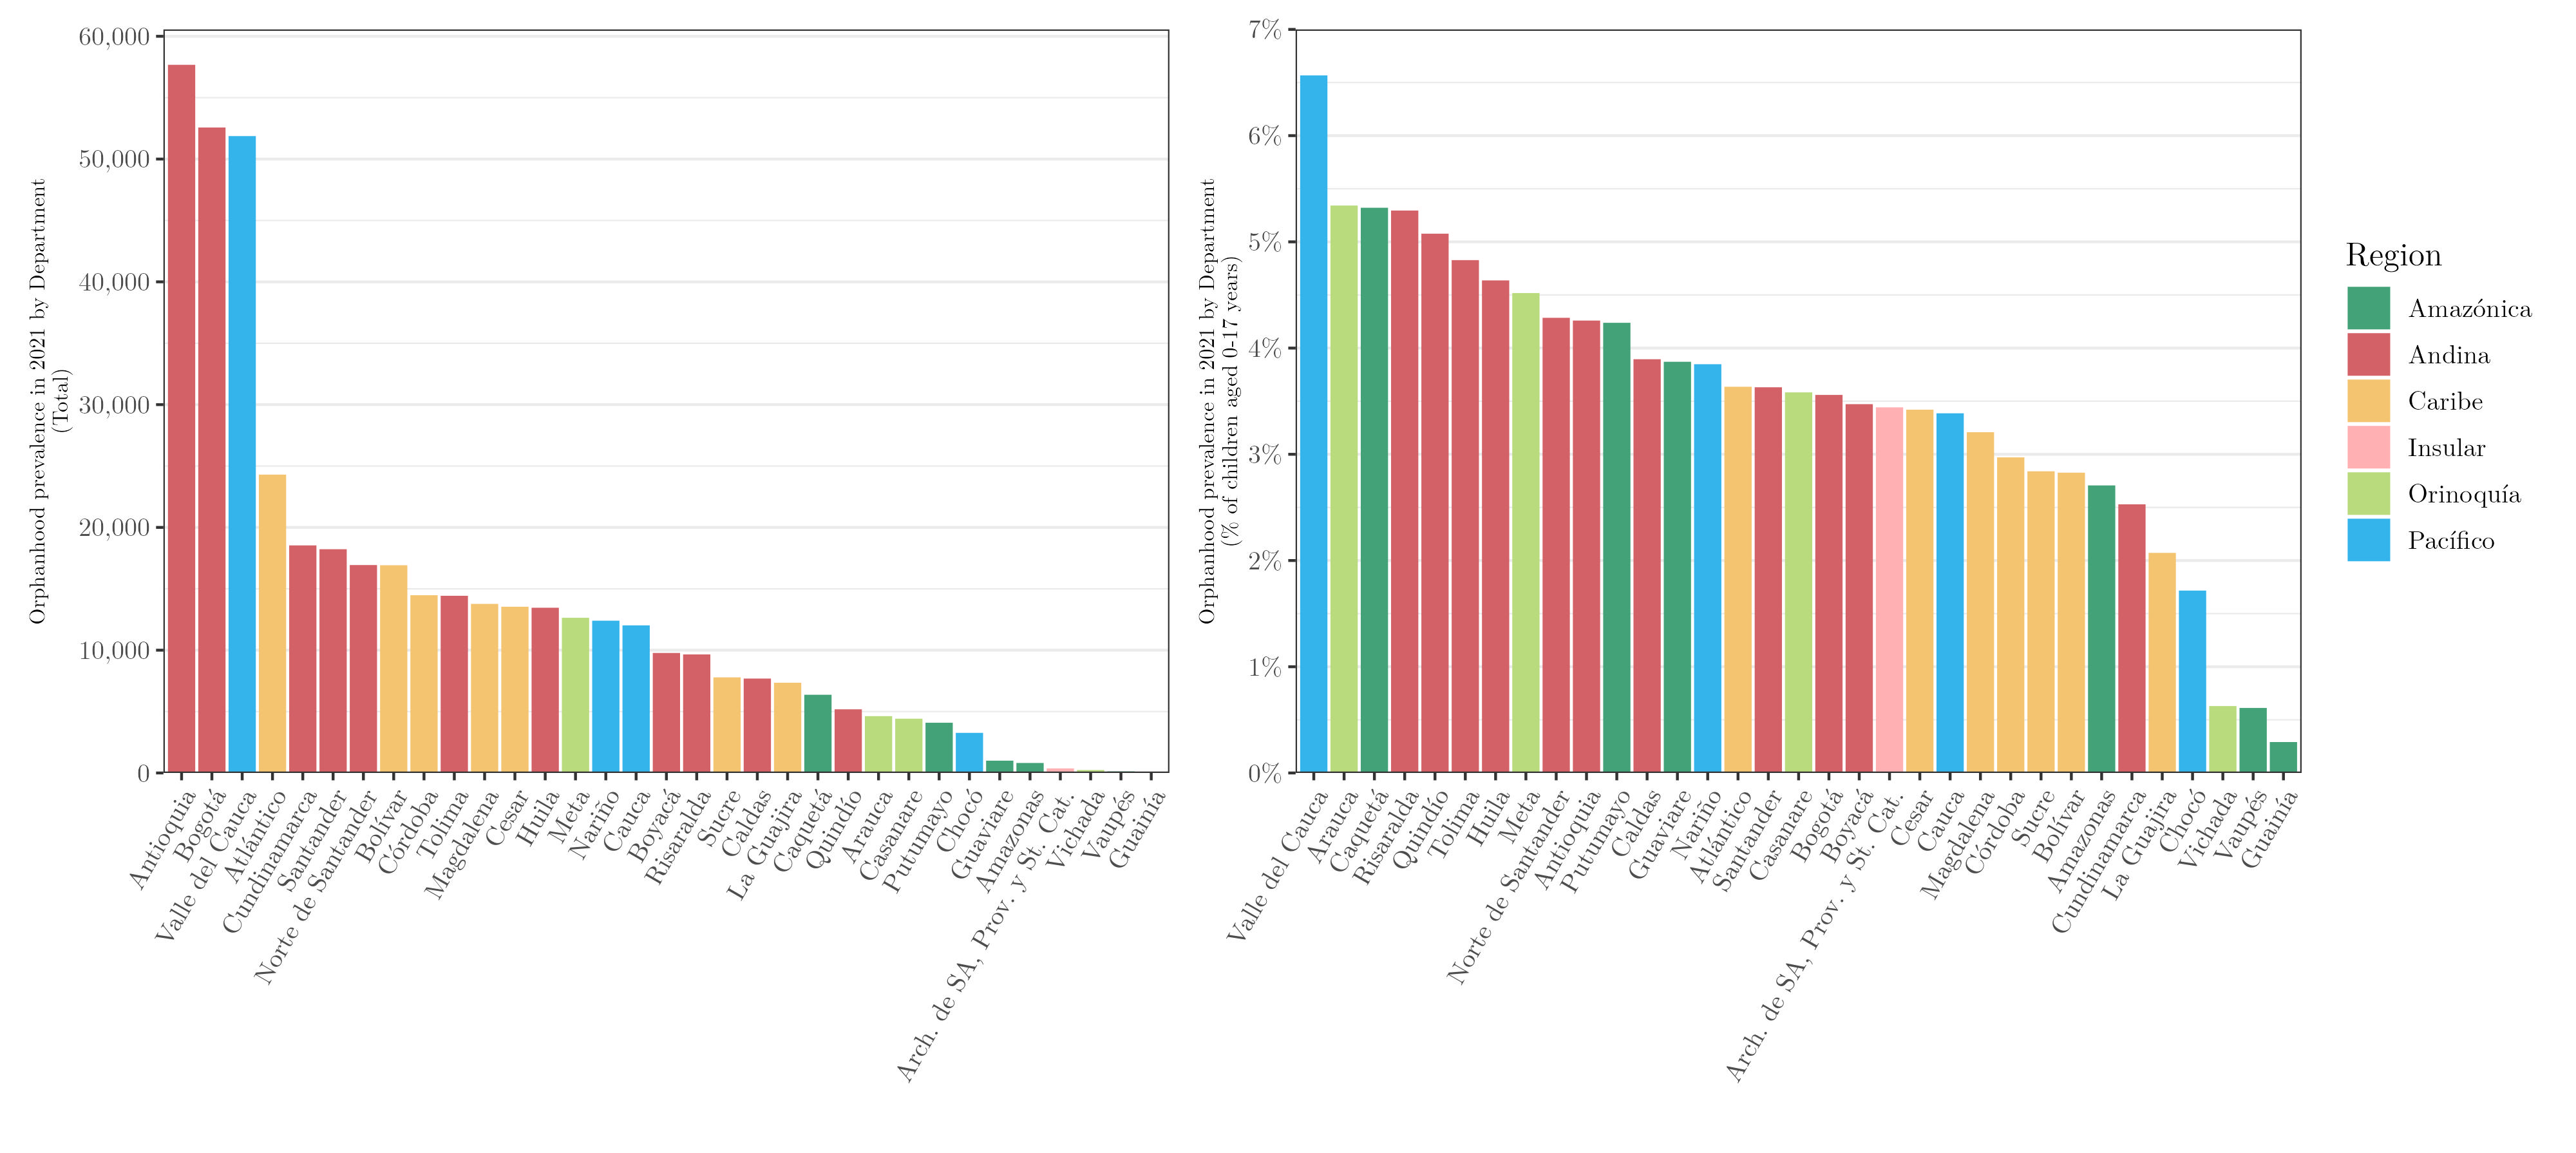 Orphanhood prevalence in 2021 by Department
(Total)
60,000
50,000
40,000
30,000
20,000
10,000
0
Antioquia
Bogotá
Valle del Cauca
Atlántico
Cundinamarca
Santander
Norte de Santander
Bolívar
Córdoba
Tolima
Magdalena
Cesar
Huila
Meta
Nariño
Cauca
Boyacá
Risaralda
Sucre
Caldas
La Guajira
Caquetá
Quindío
Arauca
Casanare
Putumayo
Chocó
Guaviare
Amazonas
Arch. de SA, Prov. y St. Cat.
Vichada
Vaupés
Guainía
Orphanhood prevalence in 2021 by Department
(% of children aged 0-17 years)
7%
6%
5%
4%
3%
2%
1%
0%
Valle del Cauca
Arauca
Caquetá
Risaralda
Quindío
Tolima
Huila
Meta
Norte de Santander
Antioquia
Putumayo
Caldas
Guaviare
Nariño
Atlántico
Santander
Casanare
Bogotá
Boyacá
Arch. de SA, Prov. y St. Cat.
Cesar
Cauca
Magdalena
Córdoba
Sucre
Bolívar
Amazonas
Cundinamarca
La Guajira
Chocó
Vichada
Vaupés
Guainía
Region
Amazónica
Andina
Caribe
Insular
Orinoquía
Pacífico